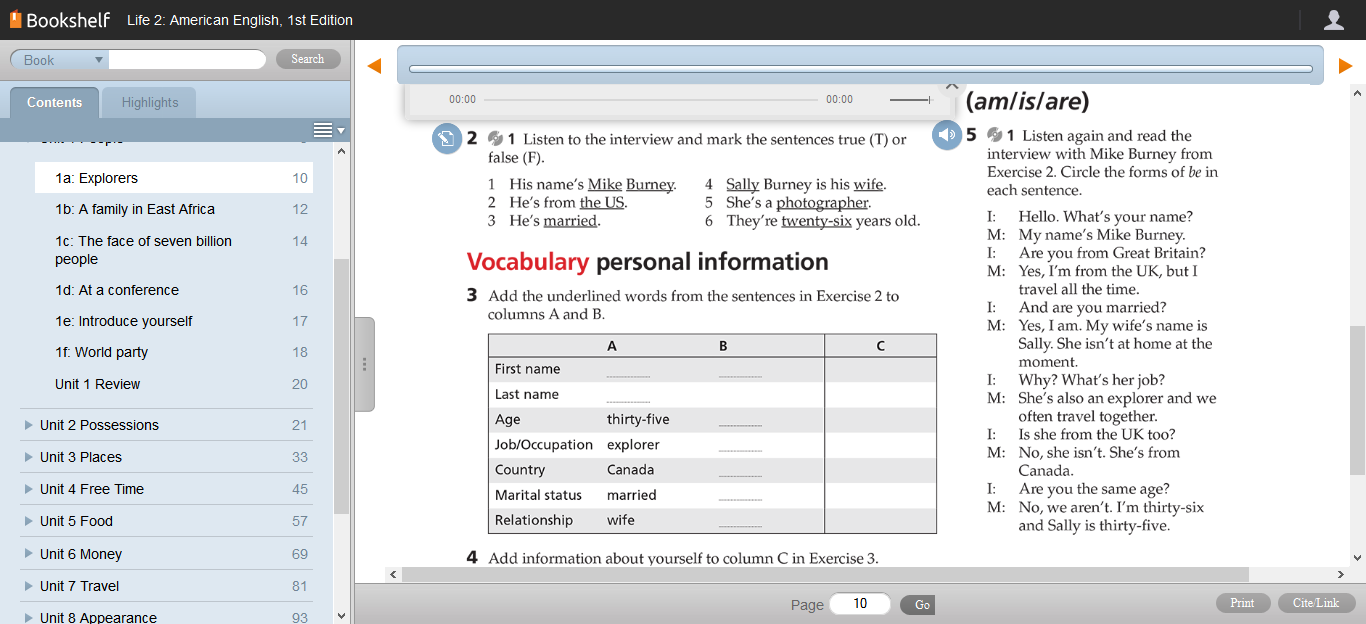 Bookshelf Life 2: American English, 1st Edition
Book Search
Contents Highlights
1a: Explorers 10
1b: A family in East Africa 12
1c: The face of seven billion 14
people
1d: At a conference 16
1e: Introduce yourself 17
1f: World party 18
Unit 1 Review 20
Unit 2 Possessions 21
Unit 3 Places 33
Unit 4 Free Time 45
Unit 5 Food 57
Unit 6 Money 69
Unit 7 Travel 81
Unit 8 Appearance 93
00:00 00:00
2 1 Listen to the interview and mark the sentences true (T) or
false (F).
1 His name's Mike Burney. 4 Sally Burney is his wife.
2 He's from the US. 5 She's a photographer.
3 He's married. 6 They're twenty-six years old.
Vocabulary personal information
3 Add the underlined words from the sentences in Exercise 2 to
columns A and B.
A B C
First name
Last name
Age thirty-five
Job/Occupation explorer
Country Canada
Marital status married
Relationship wife
4 Add information about yourself to column C in Exercise 3.
(am/is/are)
5 1 Listen again and read the
interview with Mike Burney from
Exercise 2. Circle the forms of be in
each sentence.
I: Hello. What's your name?
M: My name's Mike Burney.
I: Are you from Great Britain?
M: Yes, I'm from the UK, but I
travel all the time.
I: And are you married?
M: Yes, I am. My wife's name is
Sally. She isn't at home at the
moment.
I: Why? What's her job?
M: She's also an explorer and we
often travel together.
I: Is she from the UK too?
M: No, she isn't. She's from
Canada.
I: Are you the same age?
M: No, we aren't. I'm thirty-six
and Sally is thirty-five.
Page 10 Go
Print Cite/Link